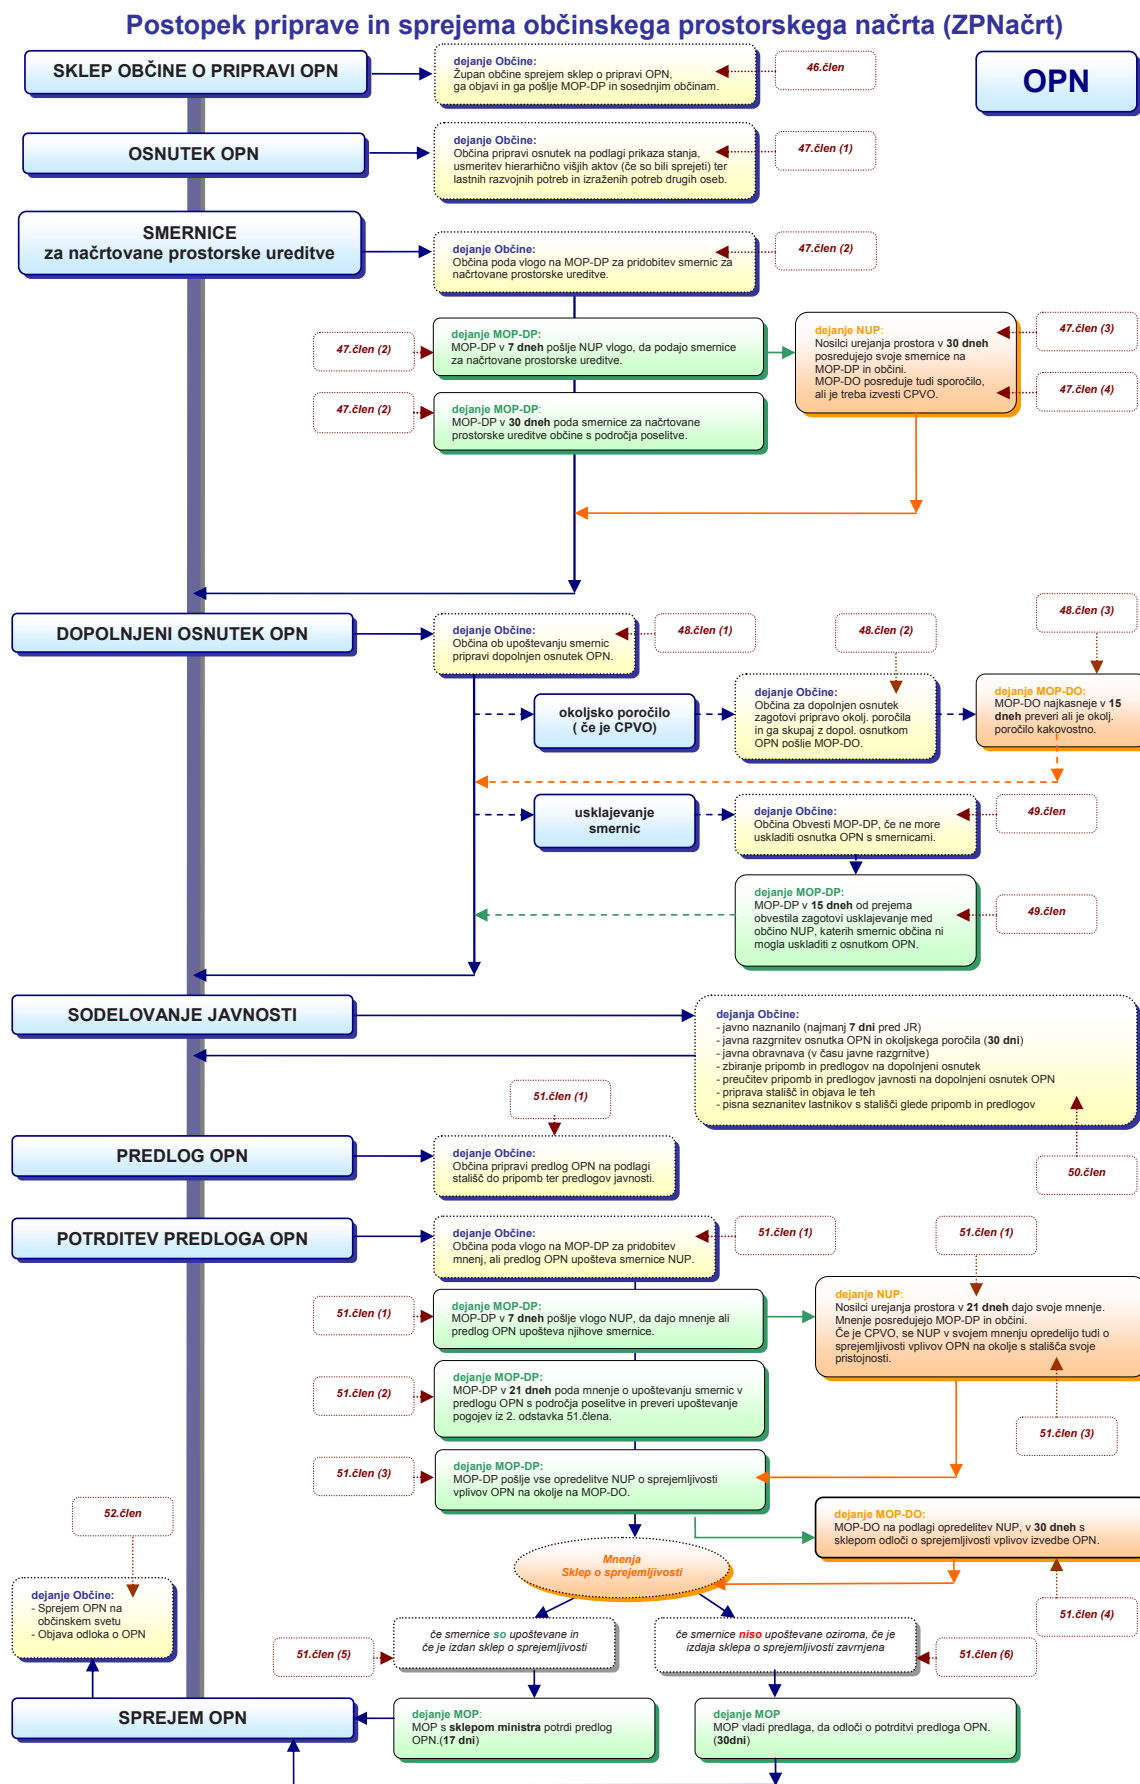 Postopek priprave in sprejema občinskega prostorskega načrta (ZPNačrt)
SKLEP OBČINE O PRIPRAVI OPN
dejanje Občine:
Župan občine sprejem sklep o pripravi OPN,
ga objavi in ga pošlje MOP-DP in sosednjim občinam.
46.člen
OPN
OSNUTEK OPN
dejanje Občine:
Občina pripravi osnutek na podlagi prikaza stanja,
usmeritev hierarhično višjih aktov (če so bili sprejeti) ter
lastnih razvojnih potreb in izraženih potreb drugih oseb.
47.člen (1)
SMERNICE
za načrtovane prostorske ureditve
dejanje Občine:
Občina poda vlogo na MOP-DP za pridobitev smernic za
načrtovane prostorske ureditve.
47.člen (2)
47.člen (2)
dejanje MOP-DP:
MOP-DP v 7 dneh pošlje NUP vlogo, da podajo smernice
za načrtovane prostorske ureditve.
dejanje NUP:
Nosilci urejanja prostora v 30 dneh
posredujejo svoje smernice na
MOP-DP in občini.
MOP-DO posreduje tudi sporočilo,
ali je treba izvesti CPVO.
47.člen (3)
47.člen (4)
47.člen (2)
dejanje MOP-DP:
MOP-DP v 30 dneh poda smernice za načrtovane
prostorske ureditve občine s področja poselitve.
DOPOLNJENI OSNUTEK OPN
dejanje Občine:
Občina ob upoštevanju smernic
pripravi dopolnjen osnutek OPN.
48.člen (1)
48.člen (2)
48.člen (3)
okoljsko poročilo
( če je CPVO)
dejanje Občine:
Občina za dopolnjen osnutek
zagotovi pripravo okolj. poročila
in ga skupaj z dopol. osnutkom
OPN pošlje MOP-DO.
dejanje MOP-DO:
MOP-DO najkasneje v 15
dneh preveri ali je okolj.
poročilo kakovostno.
usklajevanje
smernic
dejanje Občine:
Občina Obvesti MOP-DP, če ne more
uskladiti osnutka OPN s smernicami.
49.člen
dejanje MOP-DP:
MOP-DP v 15 dneh od prejema
obvestila zagotovi usklajevanje med
občino NUP, katerih smernic občina ni
mogla uskladiti z osnutkom OPN.
49.člen
SODELOVANJE JAVNOSTI
dejanja Občine:
- javno naznanilo (najmanj 7 dni pred JR)
- javna razgrnitev osnutka OPN in okoljskega poročila (30 dni)
- javna obravnava (v času javne razgrnitve)
- zbiranje pripomb in predlogov na dopolnjeni osnutek
- preučitev pripomb in predlogov javnosti na dopolnjeni osnutek OPN
- priprava stališč in objava le teh
- pisna seznanitev lastnikov s stališči glede pripomb in predlogov
50.člen
51.člen (1)
PREDLOG OPN
dejanje Občine:
Občina pripravi predlog OPN na podlagi
stališč do pripomb ter predlogov javnosti.
POTRDITEV PREDLOGA OPN
dejanje Občine:
Občina poda vlogo na MOP-DP za pridobitev
mnenj, ali predlog OPN upošteva smernice NUP.
51.člen (1)
51.člen (1)
51.člen (1)
dejanje MOP-DP:
MOP-DP v 7 dneh pošlje vlogo NUP, da dajo mnenje ali
predlog OPN upošteva njihove smernice.
dejanje NUP:
Nosilci urejanja prostora v 21 dneh dajo svoje mnenje.
Mnenje posredujejo MOP-DP in občini.
Če je CPVO, se NUP v svojem mnenju opredelijo tudi o
sprejemljivosti vplivov OPN na okolje s stališča svoje
pristojnosti.
51.člen (2)
dejanje MOP-DP:
MOP-DP v 21 dneh poda mnenje o upoštevanju smernic v
predlogu OPN s področja poselitve in preveri upoštevanje
pogojev iz 2. odstavka 51.člena.
51.člen (3)
51.člen (3)
dejanje MOP-DP:
MOP-DP pošlje vse opredelitve NUP o sprejemljivosti
vplivov OPN na okolje na MOP-DO.
dejanje MOP-DO:
MOP-DO na podlagi opredelitev NUP, v 30 dneh s
sklepom odloči o sprejemljivosti vplivov izvedbe OPN.
51.člen (4)
52.člen
Mnenja
Sklep o sprejemljivosti
dejanje Občine:
- Sprejem OPN na
občinskem svetu
- Objava odloka o OPN
51.člen (5)
če smernice so upoštevane in
če je izdan sklep o sprejemljivosti
če smernice niso upoštevane oziroma, če je
izdaja sklepa o sprejemljivosti zavrnjena
51.člen (6)
SPREJEM OPN
dejanje MOP:
MOP s sklepom ministra potrdi predlog
OPN.(17 dni)
dejanje MOP
MOP vladi predlaga, da odloči o potrditvi predloga OPN.
(30dni)